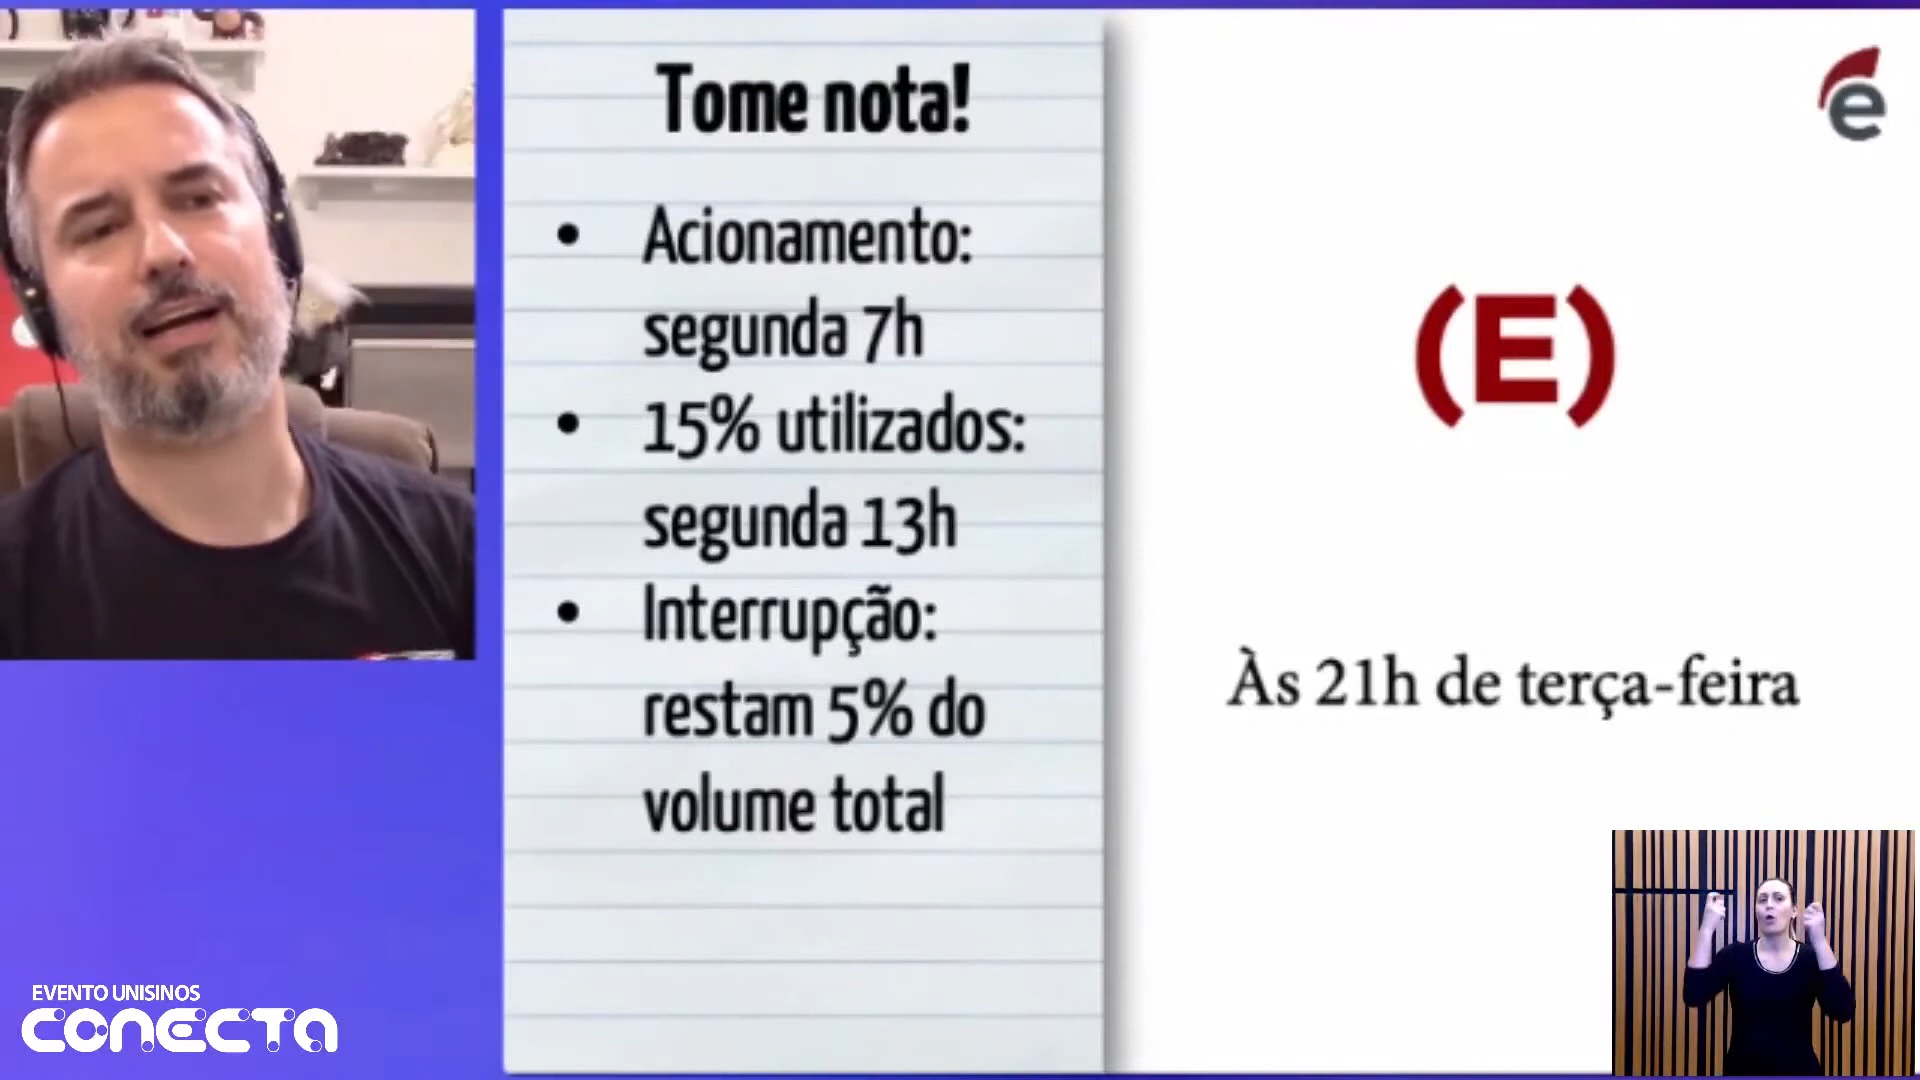 Tome nota!
• Acionamento:
segunda 7h
• 15% utilizados:
segunda 13h
• Interrupção:
restam 5% do
volume total
e
(E)
Às 21h de terça-feira
EVENTO UNISINOS
CONECTA